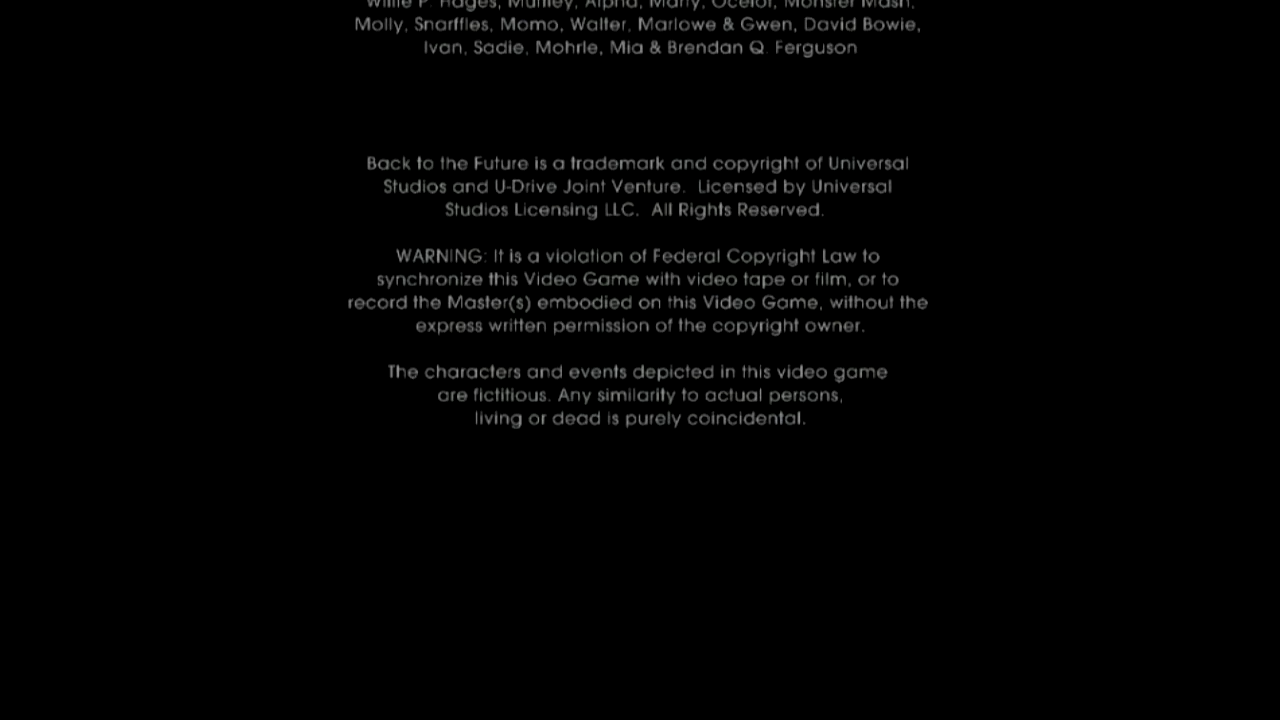 Molly, Snarffles, Momo, Walter, Marlowe & Gwen, David Bowie,
Ivan, Sadie, Mohrle, Mia & Brendan Q. Ferguson
Back to the Future is a trademark and copyright of Universal
Studios and U-Drive Joint Venture. Licensed by Universal
Studios Licensing LLC. All Rights Reserved.
WARNING: It is a violation of Federal Copyright Law to
synchronize this Video Game with video tape or film, or to
record the Master(s) embodied on this Video Game, without the
express written permission of the copyright owner.
The characters and events depicted in this video game
are fictitious. Any similarity to actual persons,
living or dead is purely coincidental.